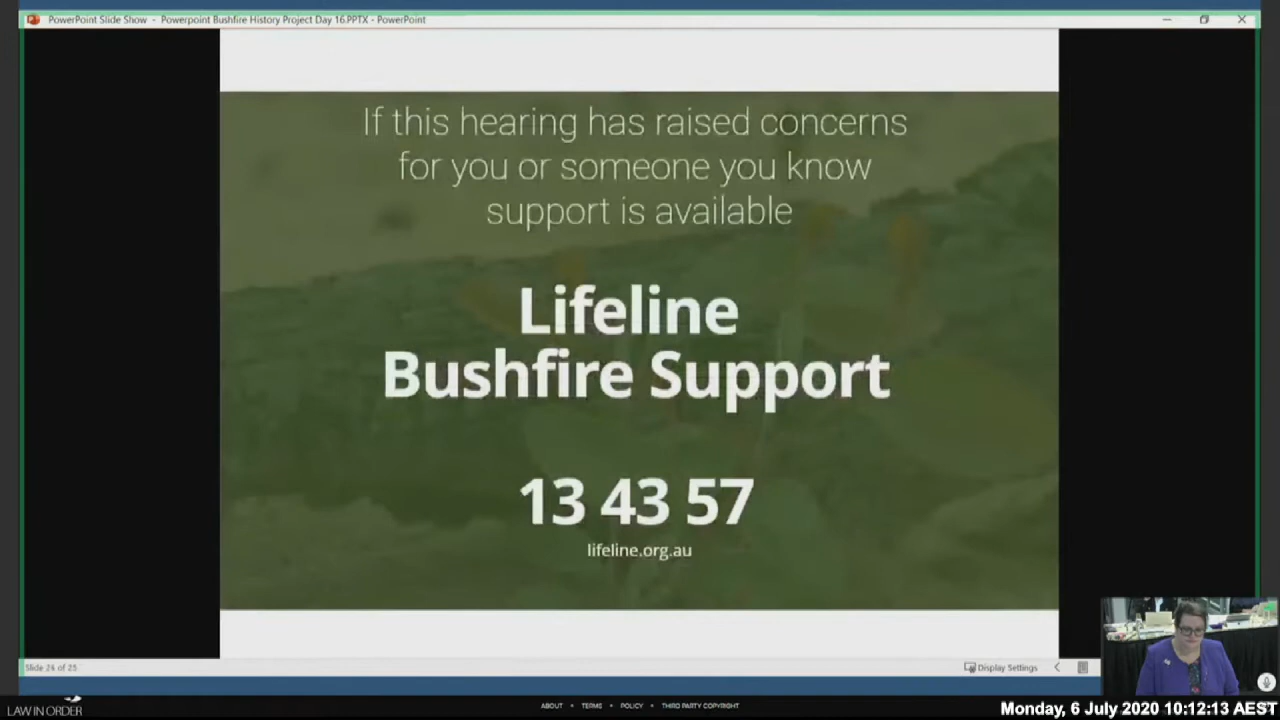 PowerPoint Slide Show - Powerpoint Bushfire History Project Day 16.PPTX - PowerPoint
If this hearing has raised concerns
for you or someone you know
support is available
Lifeline
Bushfire Support
13 43 57
lifeline.org.au
Slide 24 of 25
Display Settings
LAW IN ORDER
ABOUT • TERMS • POLICY • THIRD PARTY COPYRIGHT
Monday, 6 July 2020 10:12:13 AEST